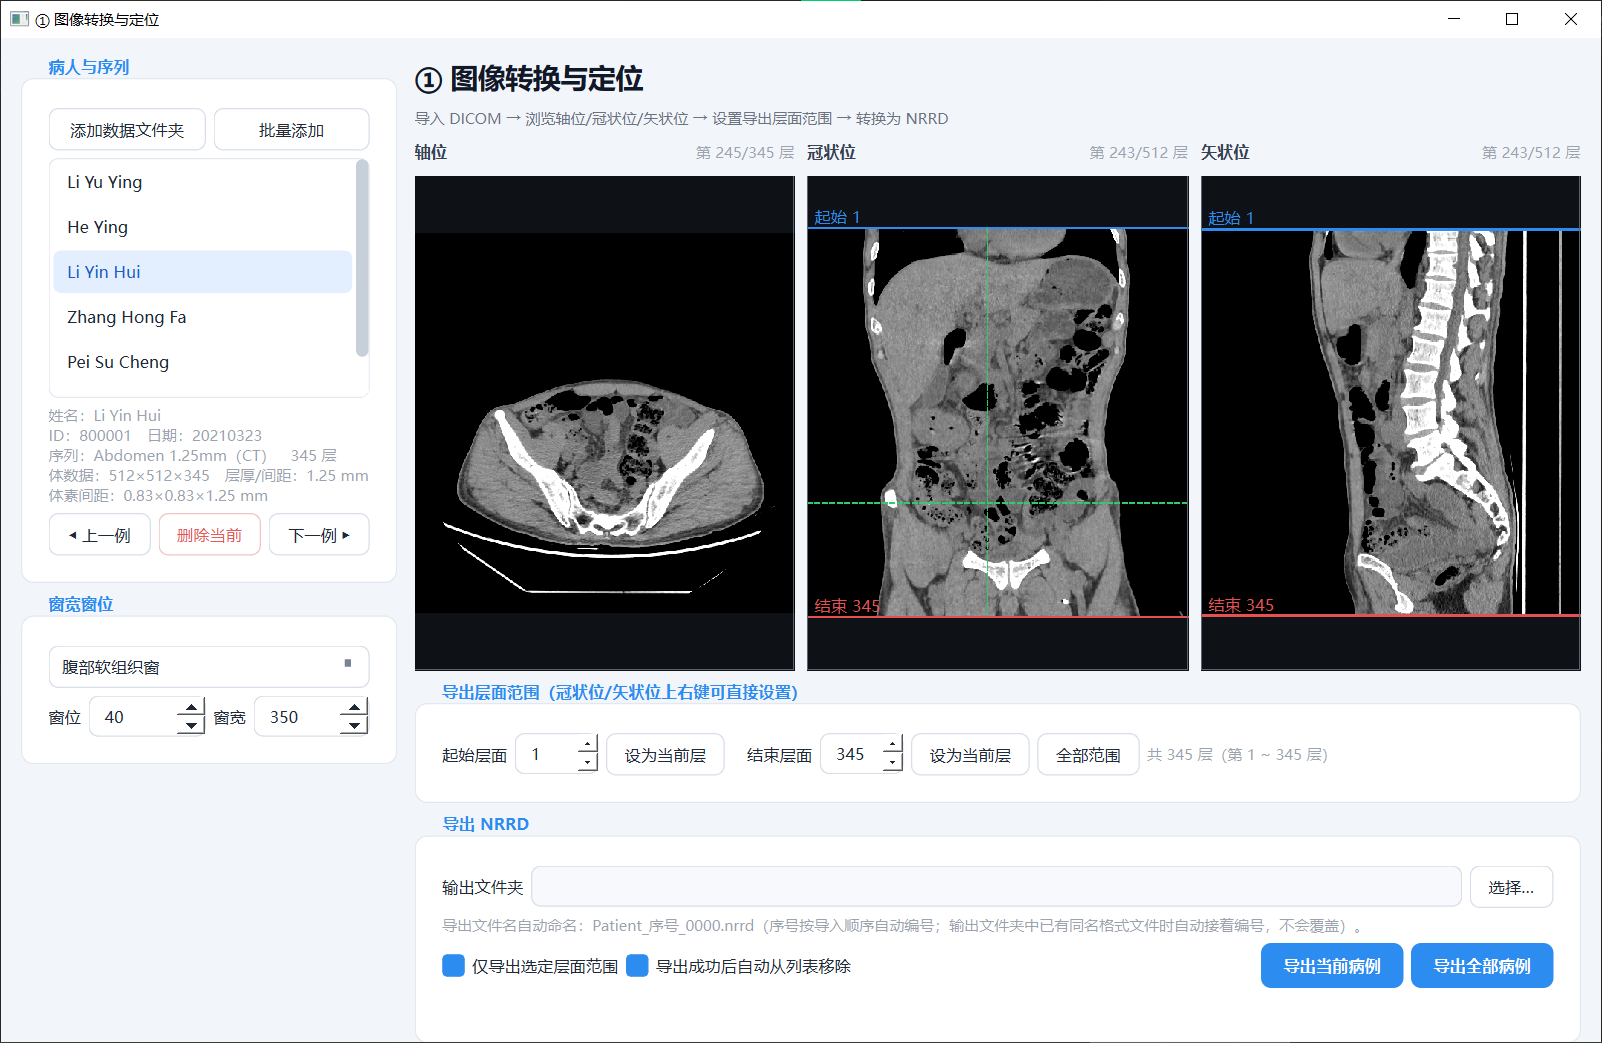 ① 图像转换与定位
病人与序列
添加数据文件夹 批量添加
Li Yu Ying
He Ying
Li Yin Hui
Zhang Hong Fa
Pei Su Cheng
姓名：Li Yin Hui
ID：800001 日期：20210323
序列：Abdomen 1.25mm（CT） 345 层
体数据：512×512×345 层厚/间距：1.25 mm
体素间距：0.83×0.83×1.25 mm
上一例 删除当前 下一例
窗宽窗位
腹部软组织窗
窗位 40 窗宽 350
① 图像转换与定位
导入 DICOM → 浏览轴位/冠状位/矢状位 → 设置导出层面范围 → 转换为 NRRD
轴位 第 245/345 层
冠状位 第 243/512 层
起始 1
结束 345
矢状位 第 243/512 层
起始 1
结束 345
导出层面范围（冠状位/矢状位上右键可直接设置）
起始层面 1 设为当前层 结束层面 345 设为当前层 全部范围 共 345 层（第 1 ~ 345 层）
导出 NRRD
输出文件夹 选择...
导出文件名自动命名：Patient_序号_0000.nrrd（序号按导入顺序自动编号；输出文件夹中已有同名格式文件时自动接着编号，不会覆盖）。
仅导出选定层面范围 导出成功后自动从列表移除 导出当前病例 导出全部病例